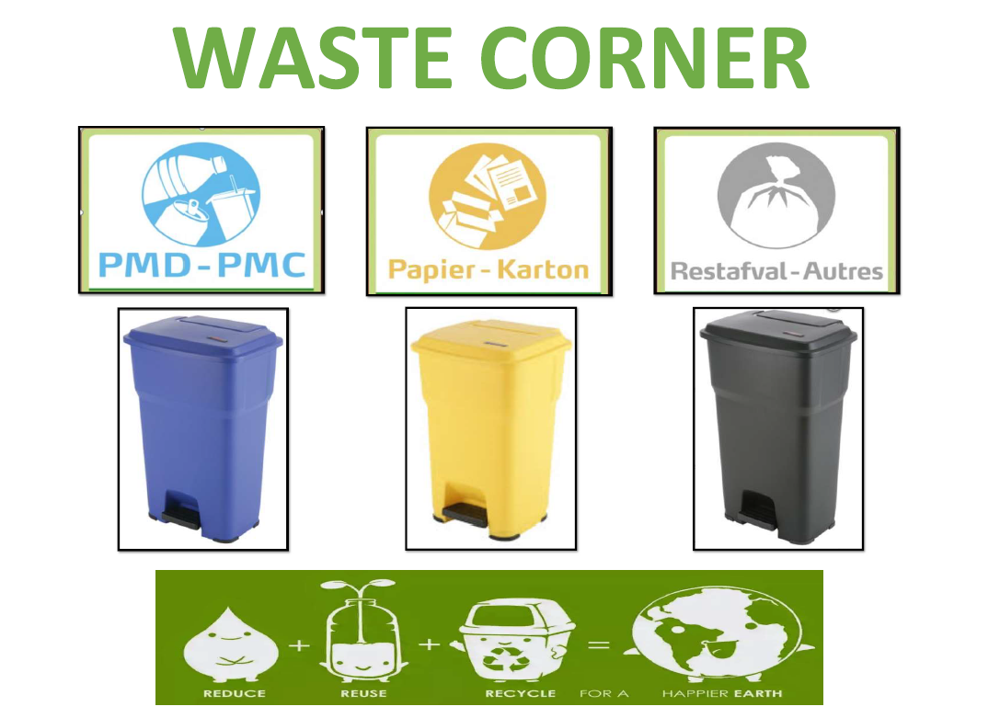 WASTE CORNER
PMD - PMC
Papier - Karton
Restafval - Autres
+ + =
REDUCE REUSE RECYCLE FOR A HAPPIER EARTH